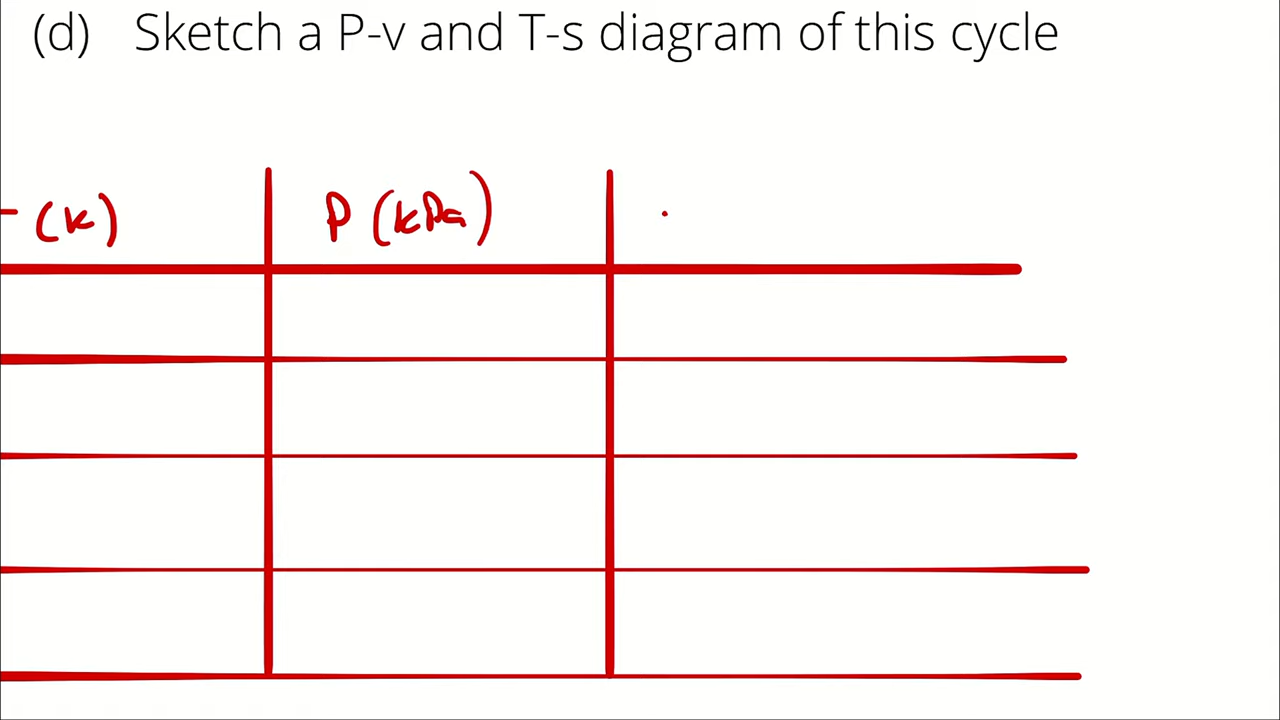 (d) Sketch a P-v and T-s diagram of this cycle
(K) P (kPa)